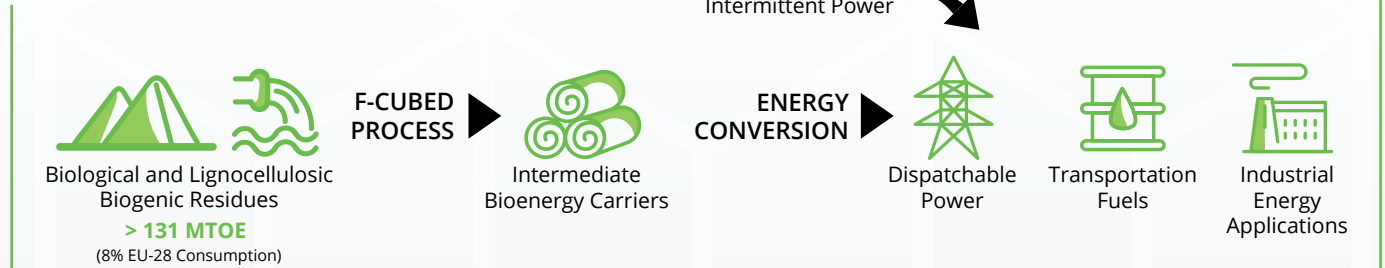 Intermittent Power
F-CUBED
PROCESS
ENERGY
CONVERSION
Biological and Lignocellulosic
Biogenic Residues
> 131 MTOE
(8% EU-28 Consumption)
Intermediate
Bioenergy Carriers
Dispatchable
Power
Transportation
Fuels
Industrial
Energy
Applications